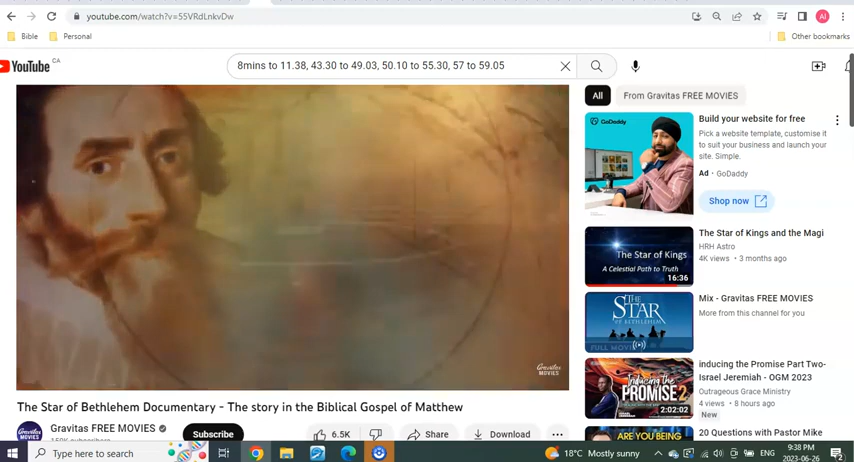 youtube.com/watch?v=55VRdLnkvDw
AI
Bible
Personal
Other bookmarks
YouTube CA
8mins to 11.38, 43.30 to 49.03, 50.10 to 55.30, 57 to 59.05
All
From Gravitas FREE MOVIES
GoDaddy
Build your website for free
Pick a website template, customise it
to suit your business and launch your
site. Simple.
Ad · GoDaddy
Shop now
The Star of Kings
A Celestial Path to Truth
16:36
The Star of Kings and the Magi
HRH Astro
4K views · 3 months ago
THE
STAR
OF BETHLEHEM
FULL MOVIE
Mix - Gravitas FREE MOVIES
More from this channel for you
Gravitas
MOVIES
Inducing the
PROMISE
2
2:02:02
inducing the Promise Part Two-
Israel Jeremiah - OGM 2023
Outrageous Grace Ministry
4 views · 8 hours ago
New
The Star of Bethlehem Documentary - The story in the Biblical Gospel of Matthew
Gravitas FREE MOVIES
Subscribe
6.5K
Share
Download
ARE YOU BEING
20 Questions with Pastor Mike
Type here to search
18°C Mostly sunny
9:38 PM
2023-06-26
2